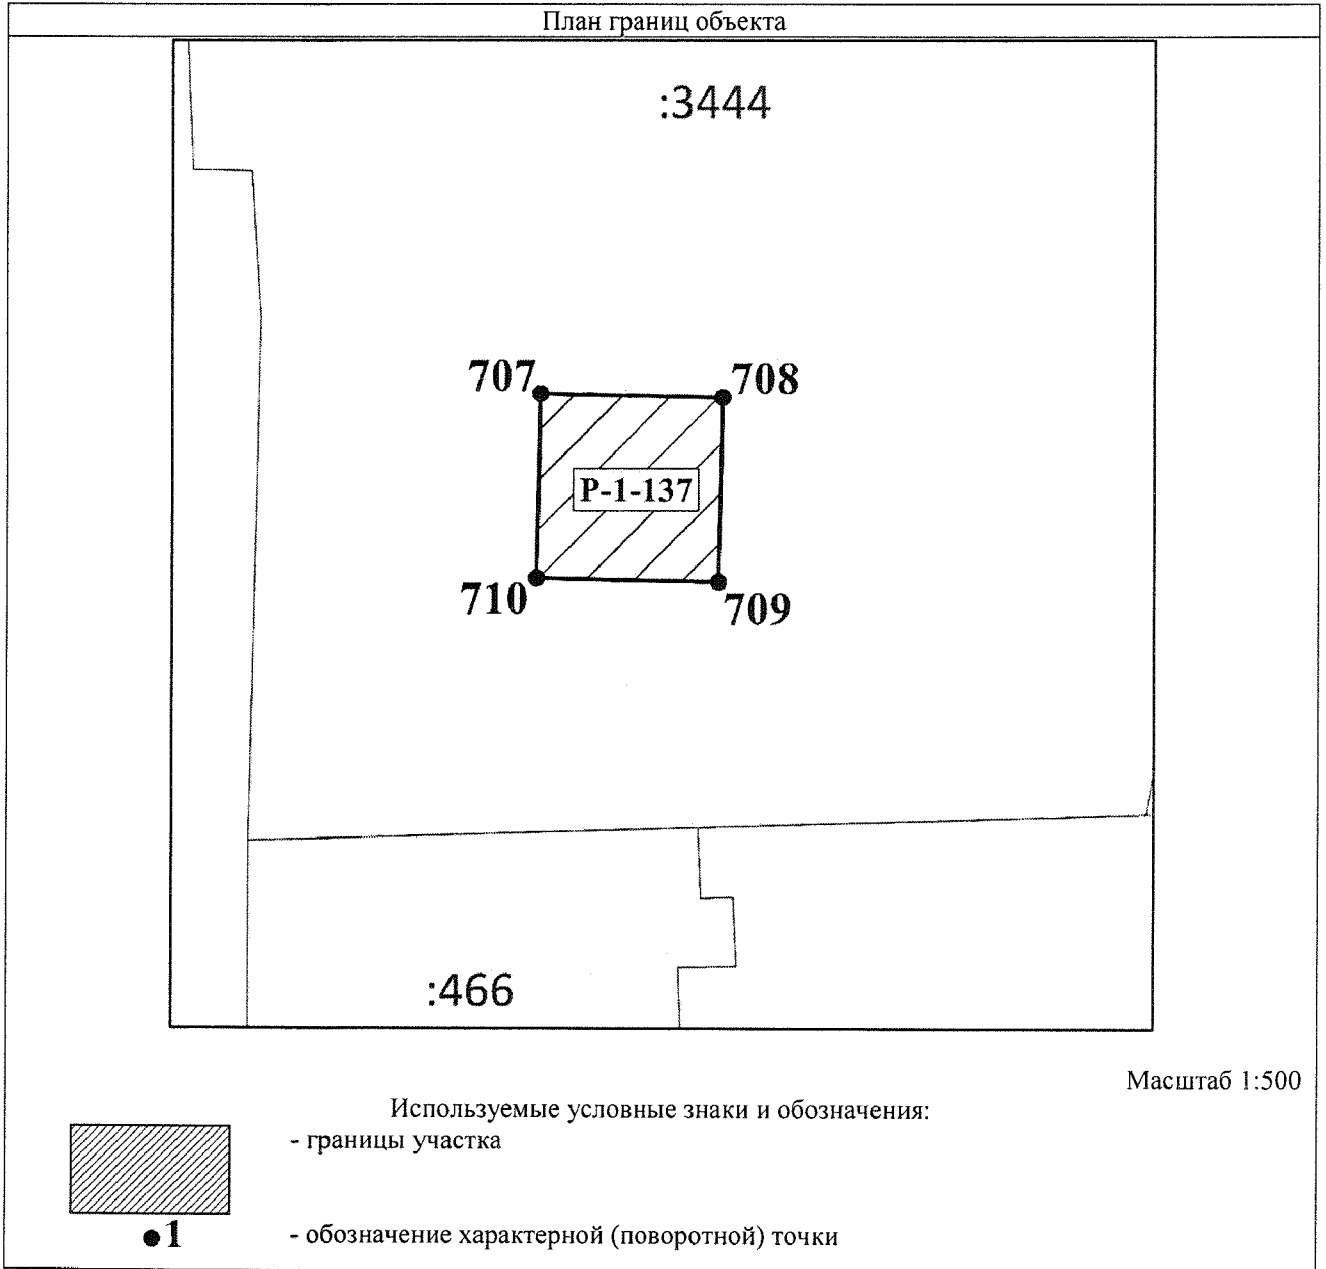 План границ объекта
:3444
707
708
Р-1-137
710
709
:466
Масштаб 1:500
Используемые условные знаки и обозначения:
- границы участка
1
- обозначение характерной (поворотной) точки